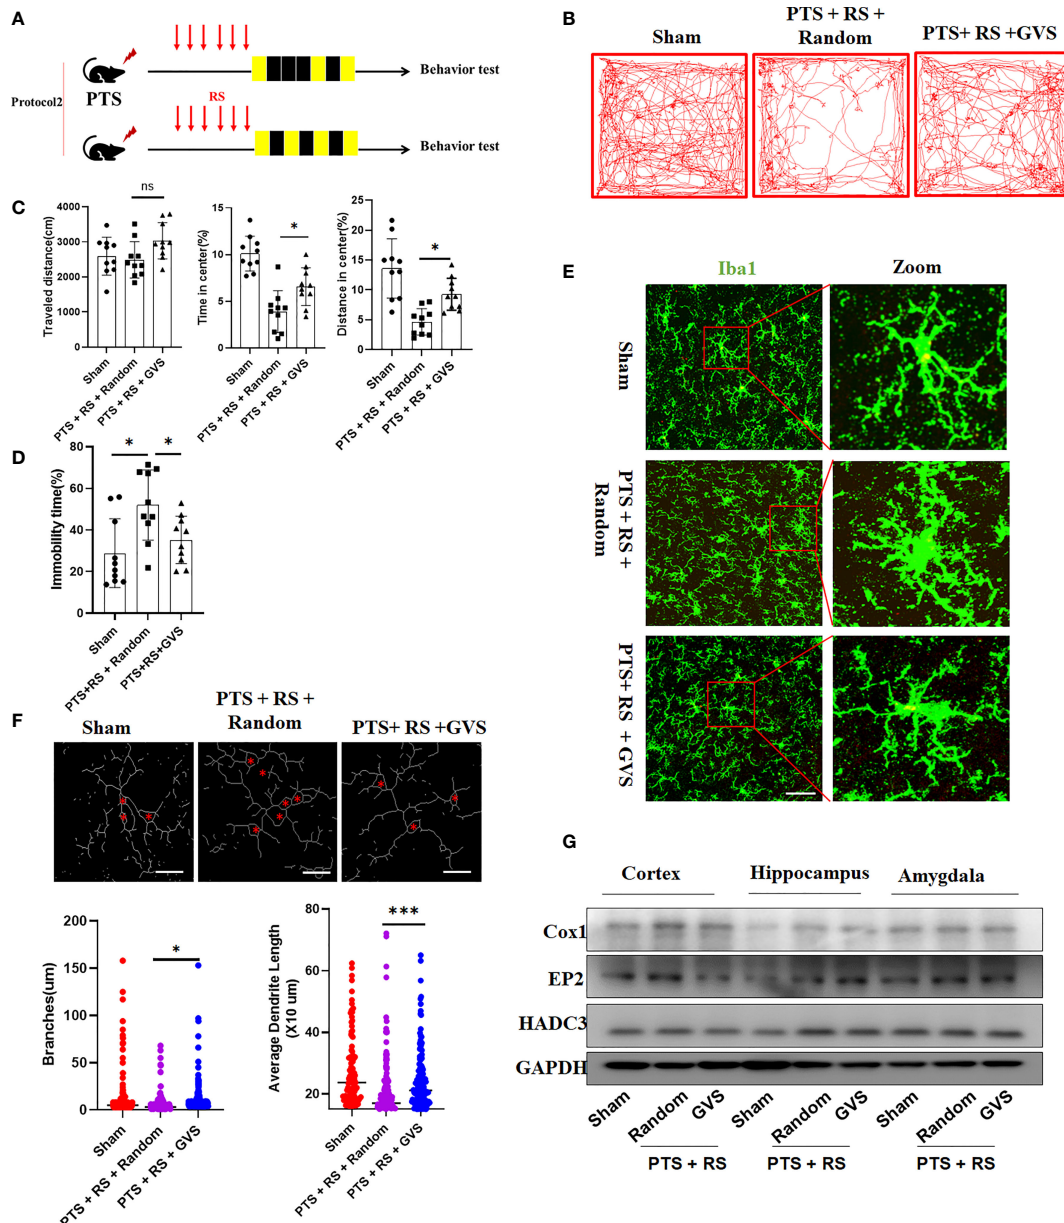 A
Protocol2
PTS
RS
Behavior test
Behavior test
B
Sham
PTS + RS +
Random
PTS+ RS +GVS
C
Traveled distance(cm)
4000
3000
2000
1000
0
ns
Sham
PTS + RS + Random
PTS + RS + GVS
Time in center(%)
15
10
5
0
*
Sham
PTS + RS + Random
PTS + RS + GVS
Distance in center(%)
25
20
15
10
5
0
*
Sham
PTS + RS + Random
PTS + RS + GVS
D
Immobility time(%)
80
60
40
20
0
*
*
Sham
PTS+RS + Random
PTS+RS+GVS
E
Iba1
Zoom
Sham
PTS + RS +
Random
PTS+ RS + GVS
F
Sham
PTS + RS +
Random
PTS+ RS +GVS
Branches(um)
200
150
100
50
0
*
Sham
PTS + RS + Random
PTS + RS + GVS
Average Dendrite Length
(X10 um)
80
60
40
20
***
Sham
PTS + RS + Random
PTS + RS + GVS
G
Cortex
Hippocampus
Amygdala
Cox1
EP2
HADC3
GAPDH
Sham
Random
GVS
Sham
Random
GVS
Sham
Random
GVS
PTS + RS
PTS + RS
PTS + RS